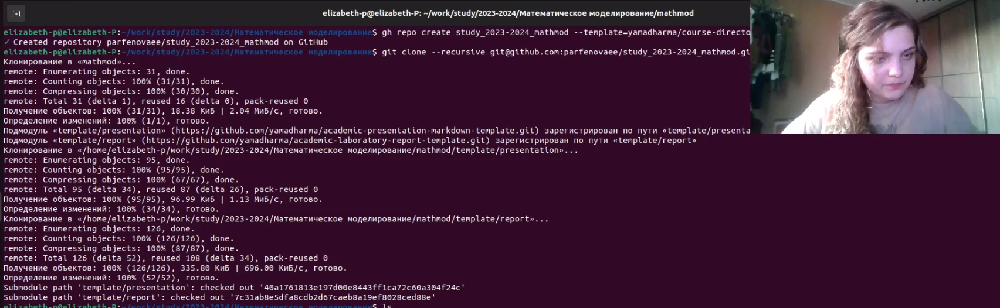 elizabeth-p@elizabeth-P: ~/work/study/2023-2024/Математическое моделирование/mathmod
elizabeth-p@elizabeth-P:~/work/study/2023-2024/Математическое моделирование$ gh repo create study_2023-2024_mathmod --template=yamadharma/course-directo
✓ Created repository parfenovaee/study_2023-2024_mathmod on GitHub
elizabeth-p@elizabeth-P:~/work/study/2023-2024/Математическое моделирование$ git clone --recursive git@github.com:parfenovaee/study_2023-2024_mathmod.gi
Клонирование в «mathmod»...
remote: Enumerating objects: 31, done.
remote: Counting objects: 100% (31/31), done.
remote: Compressing objects: 100% (30/30), done.
remote: Total 31 (delta 1), reused 16 (delta 0), pack-reused 0
Получение объектов: 100% (31/31), 18.38 КиБ | 2.04 МиБ/с, готово.
Определение изменений: 100% (1/1), готово.
Подмодуль «template/presentation» (https://github.com/yamadharma/academic-presentation-markdown-template.git) зарегистрирован по пути «template/presenta
Подмодуль «template/report» (https://github.com/yamadharma/academic-laboratory-report-template.git) зарегистрирован по пути «template/report»
Клонирование в «/home/elizabeth-p/work/study/2023-2024/Математическое моделирование/mathmod/template/presentation»...
remote: Enumerating objects: 95, done.
remote: Counting objects: 100% (95/95), done.
remote: Compressing objects: 100% (67/67), done.
remote: Total 95 (delta 34), reused 87 (delta 26), pack-reused 0
Получение объектов: 100% (95/95), 96.99 КиБ | 1.13 МиБ/с, готово.
Определение изменений: 100% (34/34), готово.
Клонирование в «/home/elizabeth-p/work/study/2023-2024/Математическое моделирование/mathmod/template/report»...
remote: Enumerating objects: 126, done.
remote: Counting objects: 100% (126/126), done.
remote: Compressing objects: 100% (87/87), done.
remote: Total 126 (delta 52), reused 108 (delta 34), pack-reused 0
Получение объектов: 100% (126/126), 335.80 КиБ | 696.00 КиБ/с, готово.
Определение изменений: 100% (52/52), готово.
Submodule path 'template/presentation': checked out '40a1761813e197d00e8443ff1ca72c60a304f24c'
Submodule path 'template/report': checked out '7c31ab8e5dfa8cdb2d67caeb8a19ef8028ced88e'
elizabeth-p@elizabeth-P:~/work/study/2023-2024/Математическое моделирование$ ls